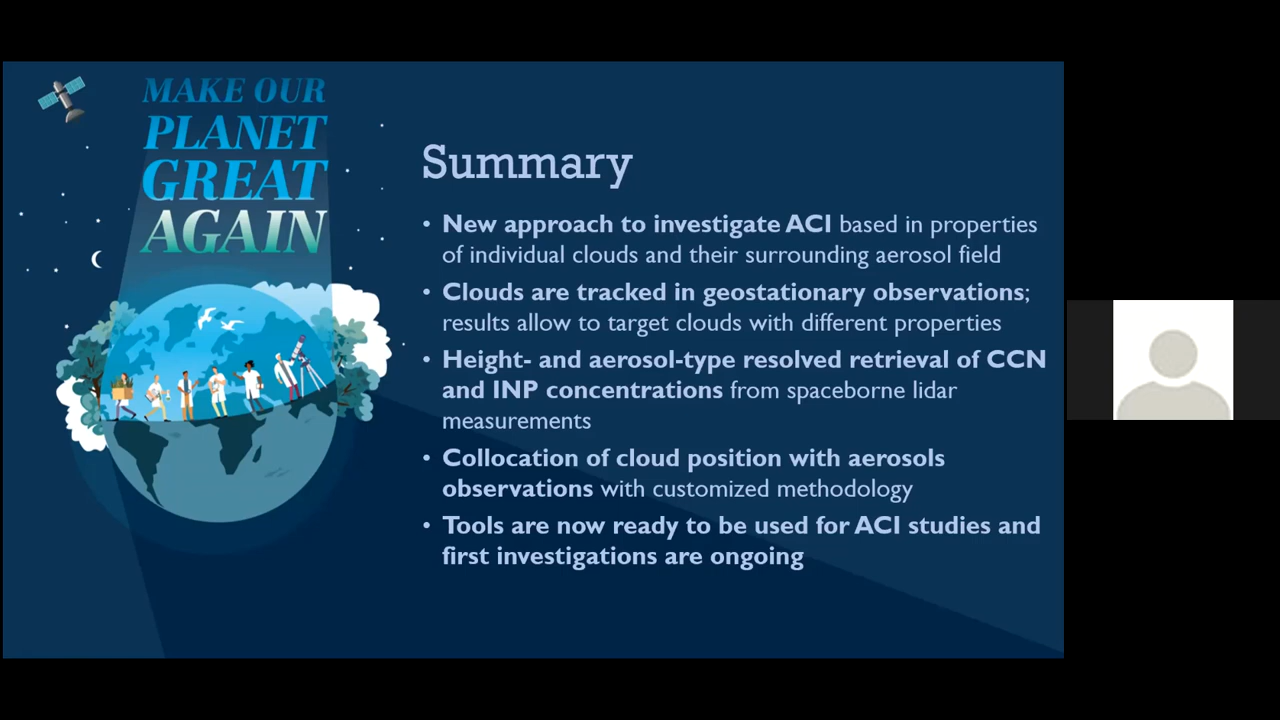 MAKE OUR
PLANET
GREAT
AGAIN
Summary
• New approach to investigate ACI based in properties
of individual clouds and their surrounding aerosol field
• Clouds are tracked in geostationary observations;
results allow to target clouds with different properties
• Height- and aerosol-type resolved retrieval of CCN
and INP concentrations from spaceborne lidar
measurements
• Collocation of cloud position with aerosols
observations with customized methodology
• Tools are now ready to be used for ACI studies and
first investigations are ongoing